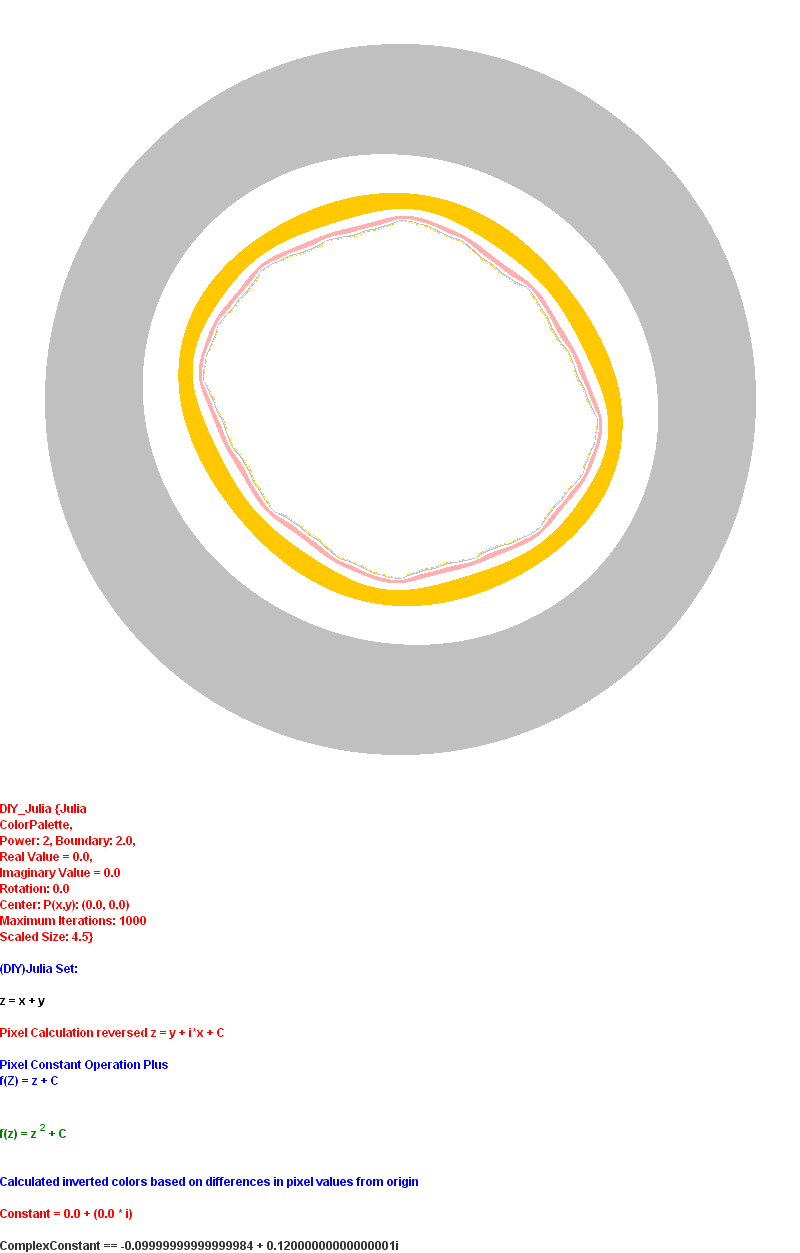 DIY_Julia {Julia
ColorPalette,
Power: 2, Boundary: 2.0,
Real Value = 0.0,
Imaginary Value = 0.0
Rotation: 0.0
Center: P(x,y): (0.0, 0.0)
Maximum Iterations: 1000
Scaled Size: 4.5}
(DIY)Julia Set:
z = x + y
Pixel Calculation reversed z = y + i*x + C
Pixel Constant Operation Plus
f(Z) = z + C
f(z) = z ² + C
Calculated inverted colors based on differences in pixel values from origin
Constant = 0.0 + (0.0 * i)
ComplexConstant == -0.09999999999999984 + 0.12000000000000001i